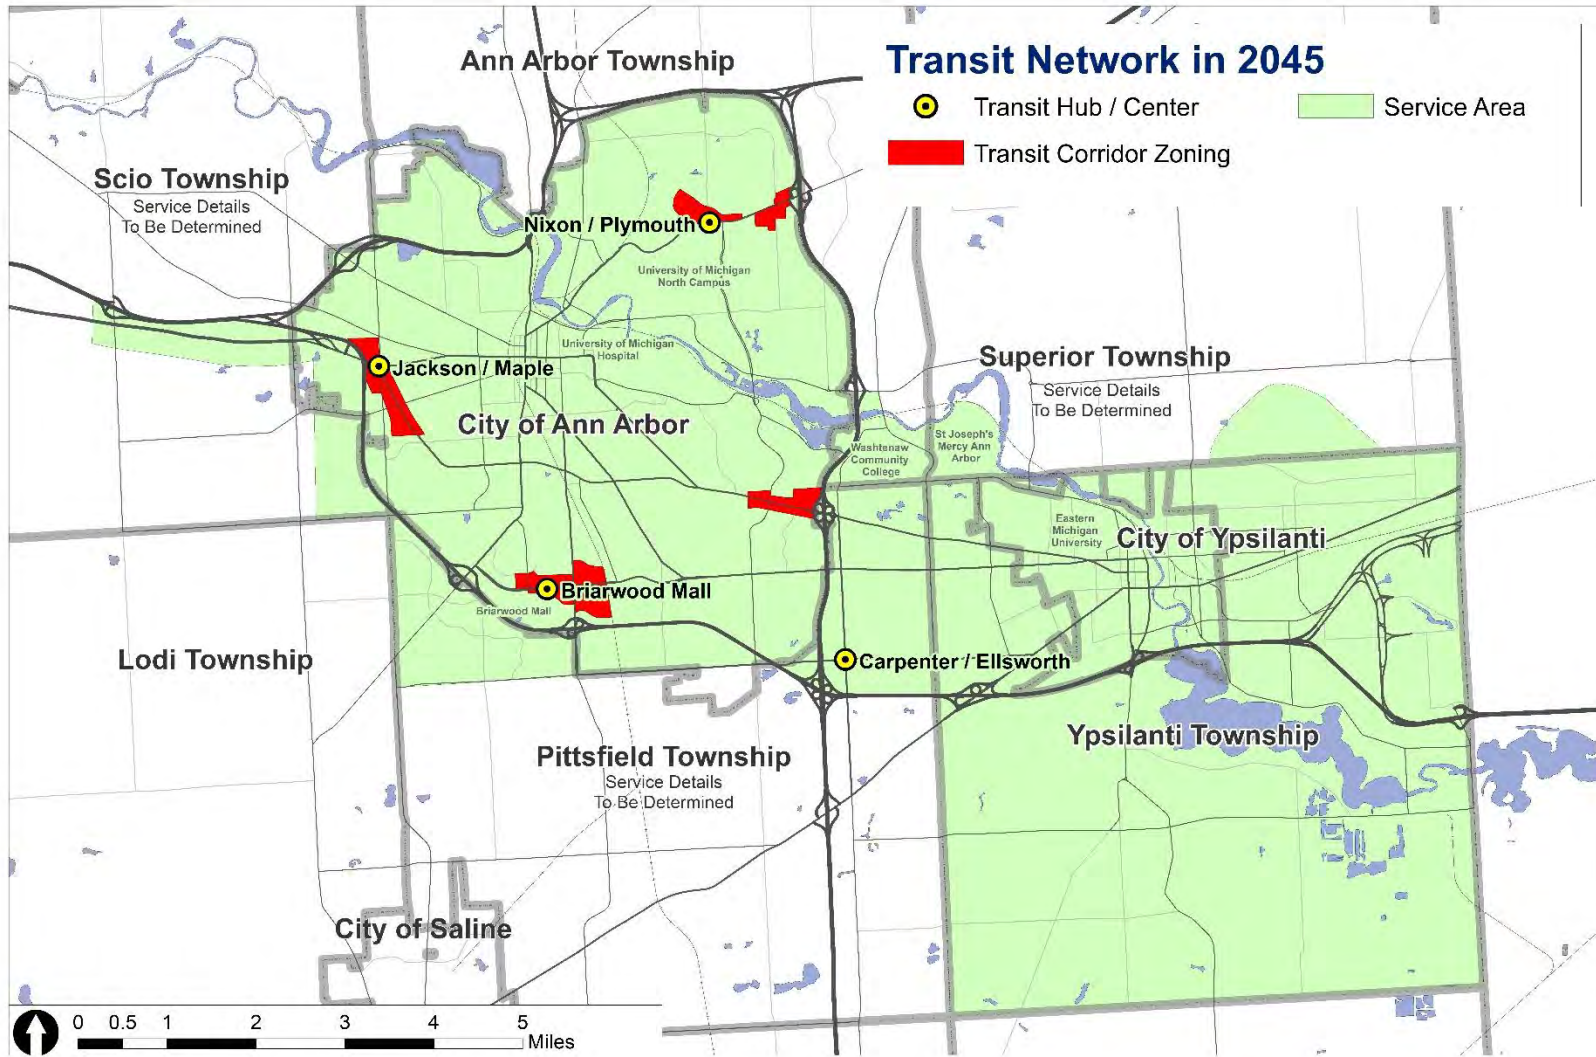 Transit Network in 2045
Transit Hub / Center
Service Area
Transit Corridor Zoning
Ann Arbor Township
Scio Township
Service Details
To Be Determined
Nixon / Plymouth
University of Michigan
North Campus
University of Michigan
Hospital
Jackson / Maple
City of Ann Arbor
Superior Township
Service Details
To Be Determined
Washtenaw
Community
College
St Joseph's
Mercy Ann
Arbor
Eastern
Michigan
University
City of Ypsilanti
Briarwood Mall
Briarwood Mall
Lodi Township
Carpenter / Ellsworth
Pittsfield Township
Service Details
To Be Determined
Ypsilanti Township
City of Saline
0 0.5 1 2 3 4 5
Miles